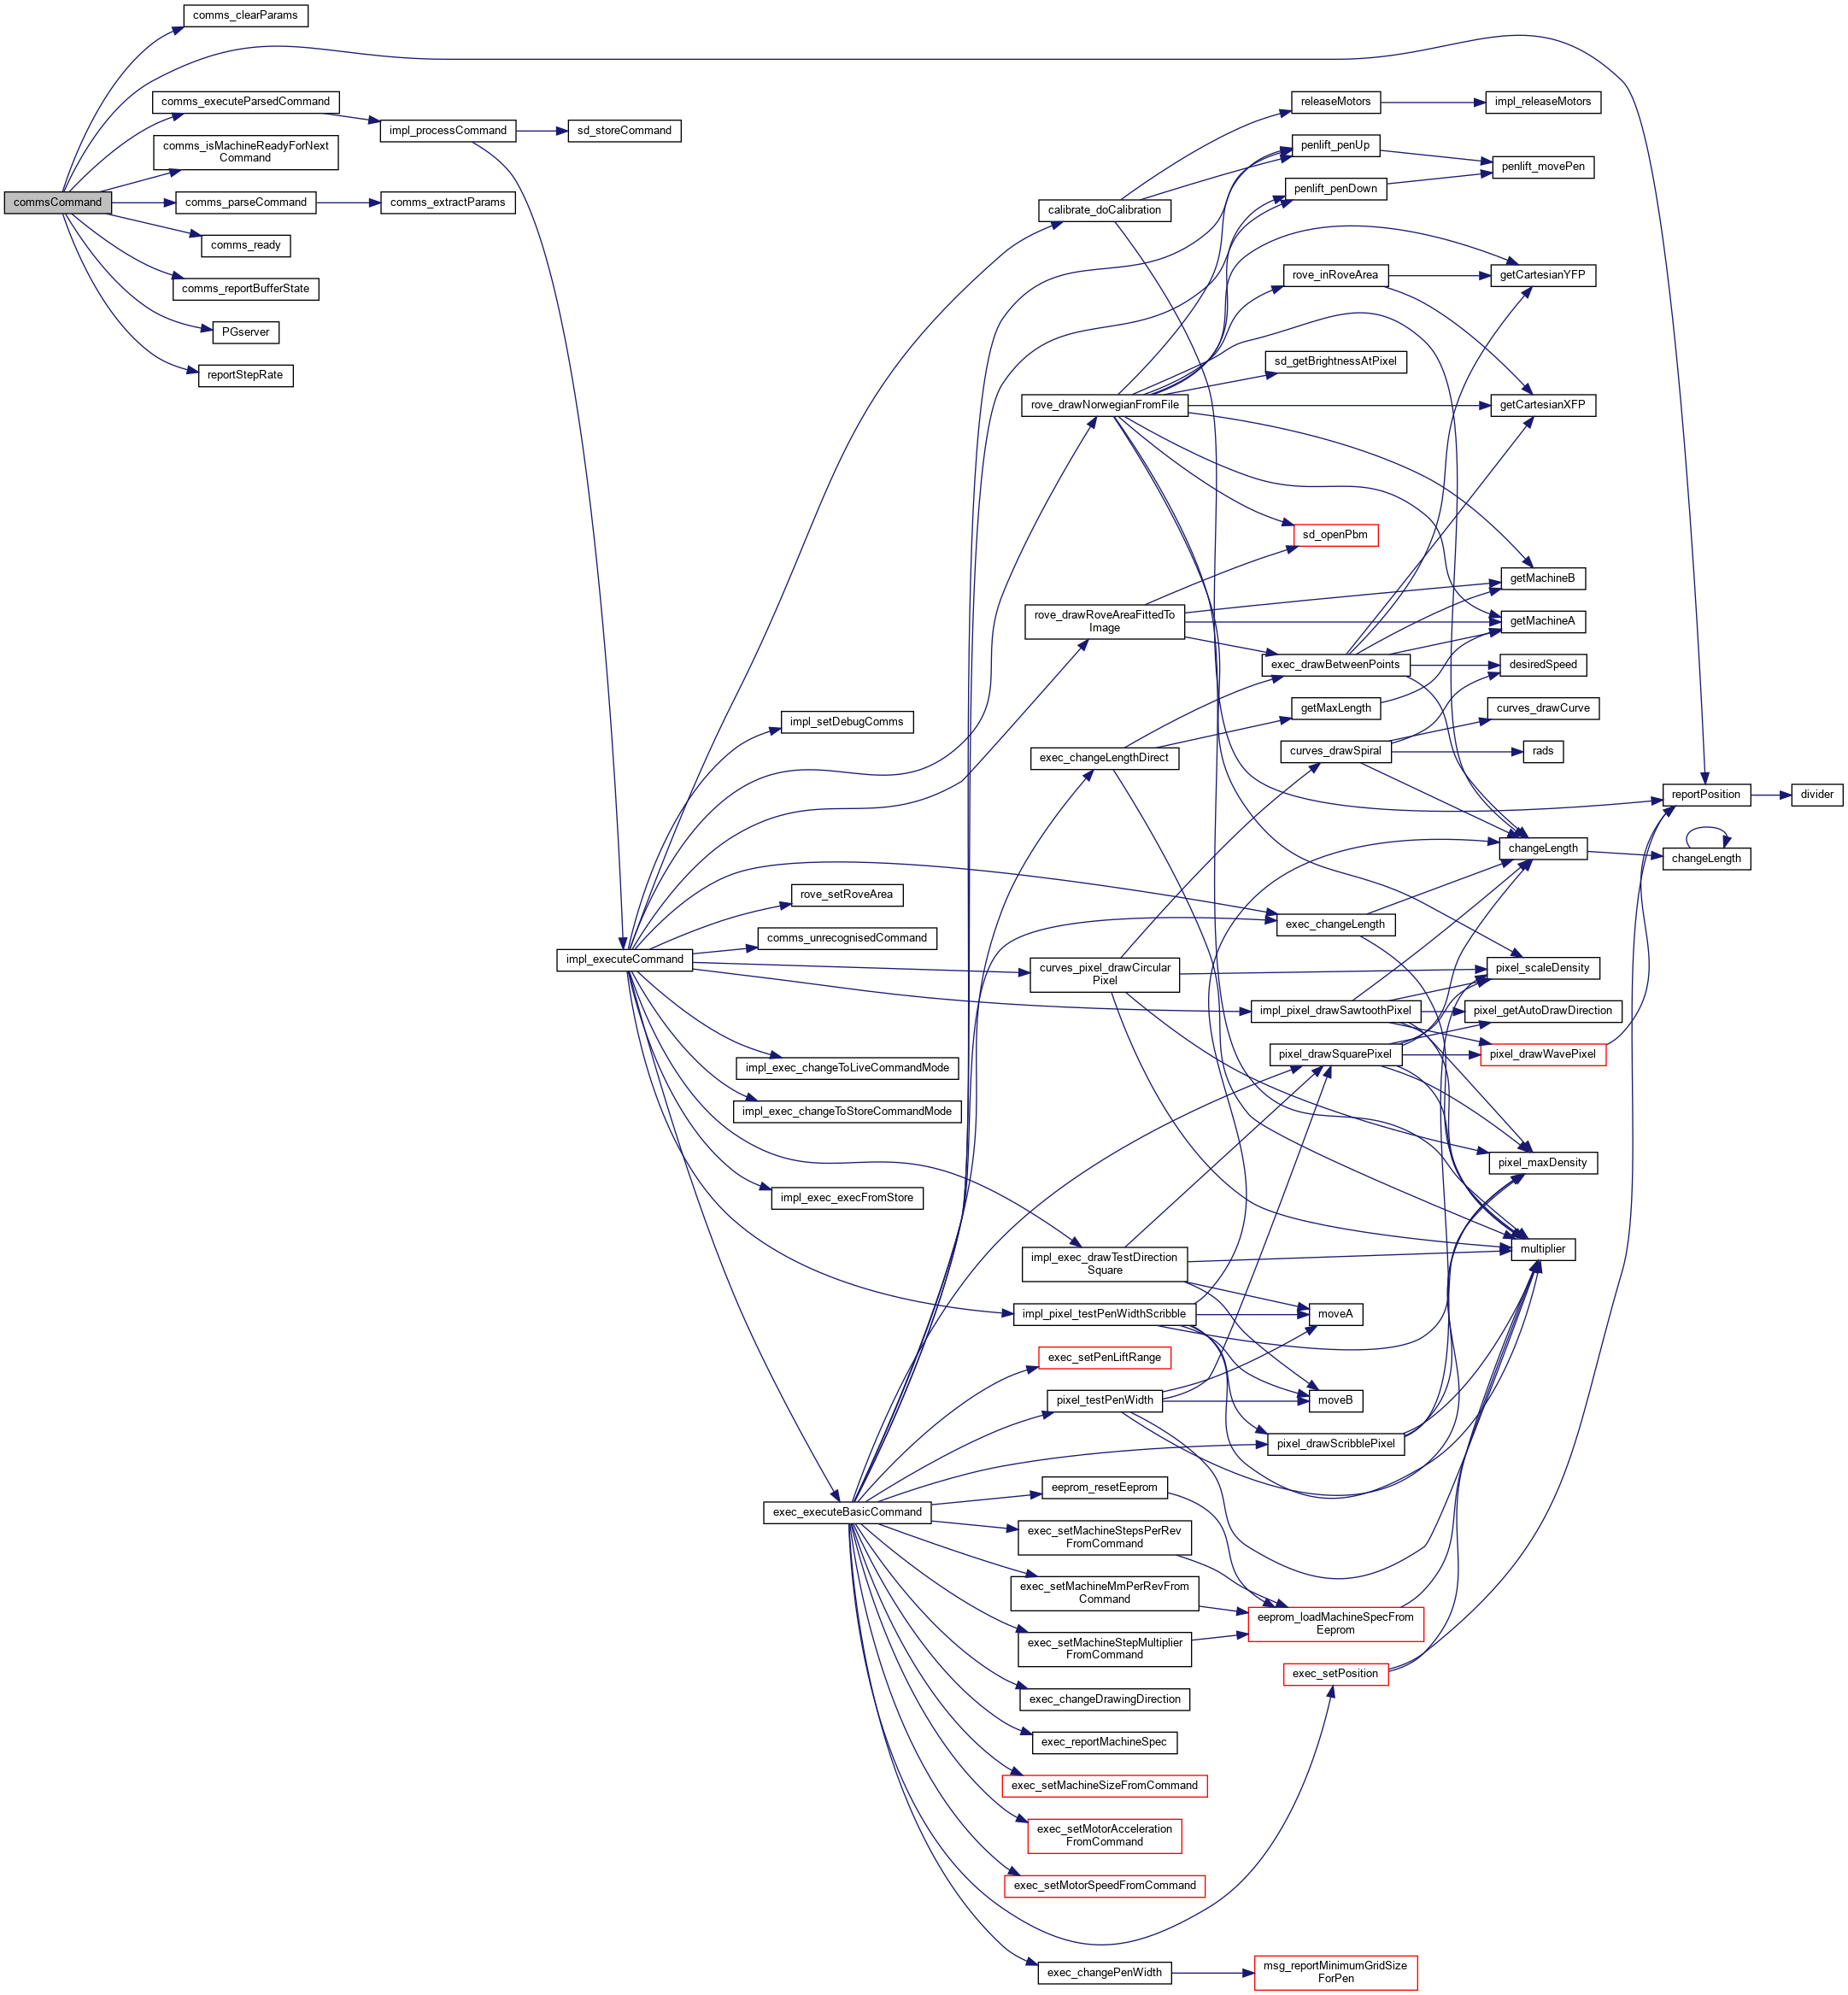 comms_clearParams
comms_executeParsedCommand
impl_processCommand
sd_storeCommand
comms_isMachineReadyForNext
Command
commsCommand
comms_parseCommand
comms_extractParams
comms_ready
comms_reportBufferState
PGserver
reportStepRate
releaseMotors
impl_releaseMotors
penlift_penUp
penlift_movePen
penlift_penDown
calibrate_doCalibration
rove_inRoveArea
getCartesianYFP
sd_getBrightnessAtPixel
rove_drawNorwegianFromFile
getCartesianXFP
sd_openPbm
getMachineB
rove_drawRoveAreaFittedTo
Image
getMachineA
exec_drawBetweenPoints
desiredSpeed
getMaxLength
curves_drawCurve
impl_setDebugComms
exec_changeLengthDirect
curves_drawSpiral
rads
reportPosition
divider
changeLength
changeLength
rove_setRoveArea
exec_changeLength
comms_unrecognisedCommand
impl_executeCommand
curves_pixel_drawCircular
Pixel
pixel_scaleDensity
impl_pixel_drawSawtoothPixel
pixel_getAutoDrawDirection
pixel_drawSquarePixel
pixel_drawWavePixel
impl_exec_changeToLiveCommandMode
impl_exec_changeToStoreCommandMode
pixel_maxDensity
impl_exec_execFromStore
multiplier
impl_exec_drawTestDirection
Square
impl_pixel_testPenWidthScribble
moveA
exec_setPenLiftRange
pixel_testPenWidth
moveB
pixel_drawScribblePixel
eeprom_resetEeprom
exec_executeBasicCommand
exec_setMachineStepsPerRev
FromCommand
exec_setMachineMmPerRevFrom
Command
eeprom_loadMachineSpecFrom
Eeprom
exec_setMachineStepMultiplier
FromCommand
exec_setPosition
exec_changeDrawingDirection
exec_reportMachineSpec
exec_setMachineSizeFromCommand
exec_setMotorAcceleration
FromCommand
exec_setMotorSpeedFromCommand
exec_changePenWidth
msg_reportMinimumGridSize
ForPen